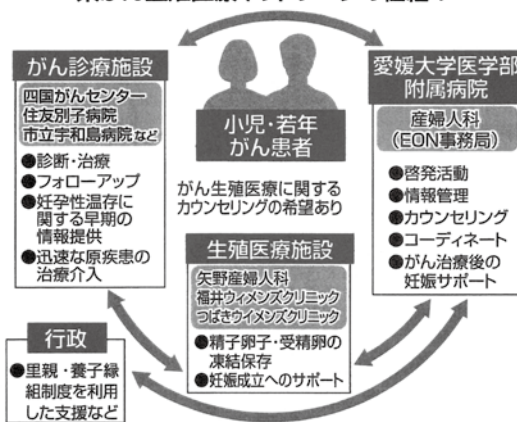 がん診療施設
四国がんセンター
住友別子病院
市立宇和島病院など
●診断・治療
●フォローアップ
●妊孕性温存に
関する早期の
情報提供
●迅速な原疾患の
治療介入
小児・若年
がん患者
がん生殖医療に関する
カウンセリングの希望あり
愛媛大学医学部
附属病院
産婦人科
(EON事務局)
●啓発活動
●情報管理
●カウンセリング
●コーディネート
●がん治療後の
妊娠サポート
生殖医療施設
矢野産婦人科
福井ウィメンズクリニック
つばきウイメンズクリニック
●精子卵子・受精卵の
凍結保存
●妊娠成立へのサポート
行政
●里親・養子縁
組制度を利用
した支援など